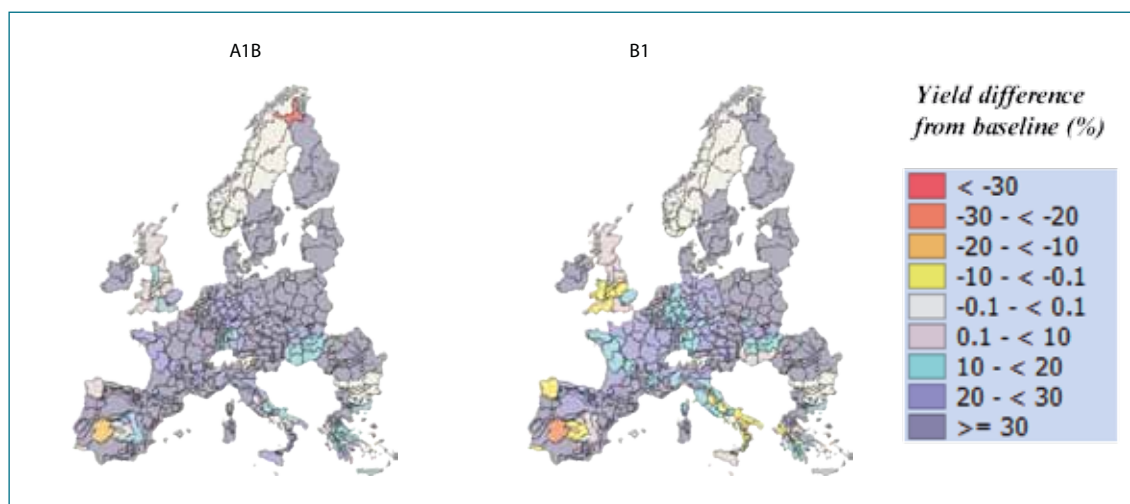 A1B
B1
Yield difference
from baseline (%)
< -30
-30 - < -20
-20 - < -10
-10 - < -0.1
-0.1 - < 0.1
0.1 - < 10
10 - < 20
20 - < 30
>= 30